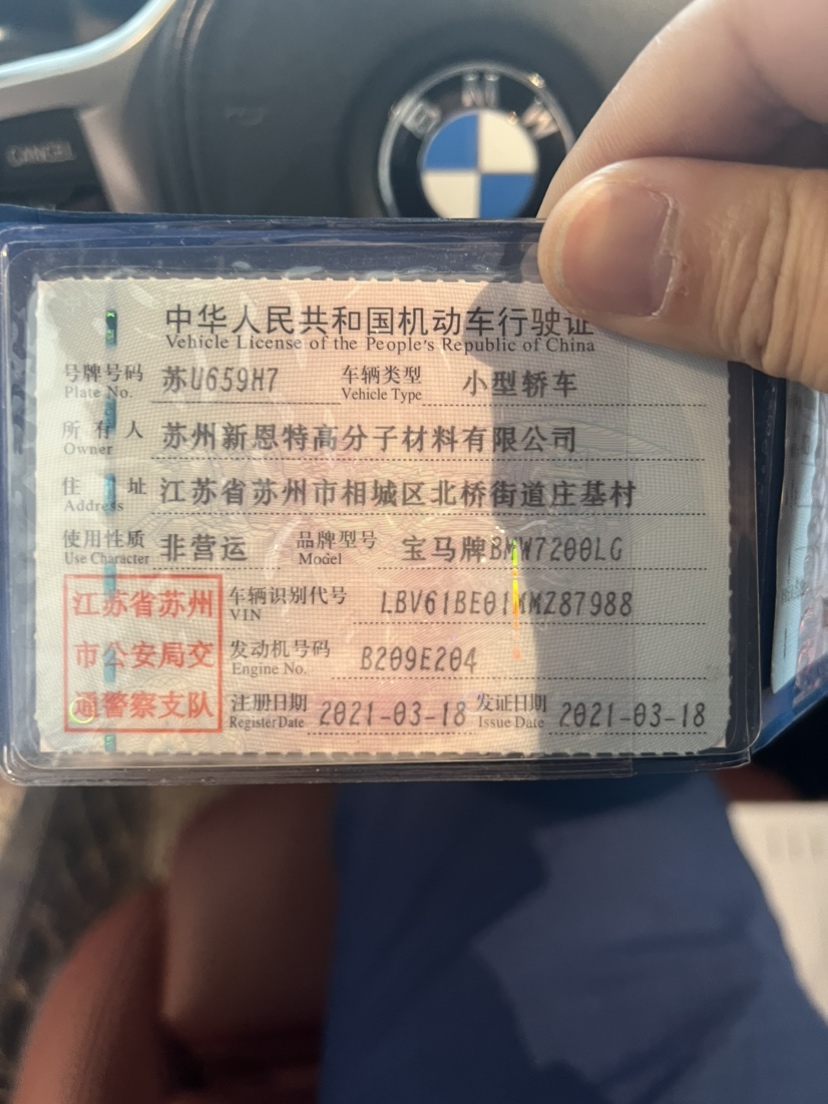 CANCEL
BMW
中华人民共和国机动车行驶证
Vehicle License of the People's Republic of China
号牌号码 苏U659H7 车辆类型 小型轿车
Plate No. Vehicle Type
所有人 苏州新恩特高分子材料有限公司
Owner
住址 江苏省苏州市相城区北桥街道庄基村
Address
使用性质 非营运 品牌型号 宝马牌BMW7200LG
Use Character Model
江苏省苏州 车辆识别代号 LBV61BE01KMZ87988
VIN
市公安局交 发动机号码 B209E204
Engine No.
通警察支队 注册日期 2021-03-18 发证日期 2021-03-18
Register Date Issue Date